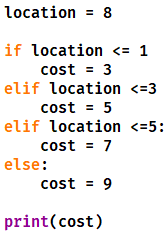 location = 8

if location <= 1
    cost = 3
elif location <=3
    cost = 5
elif location <=5:
    cost = 7
else:
    cost = 9

print(cost)